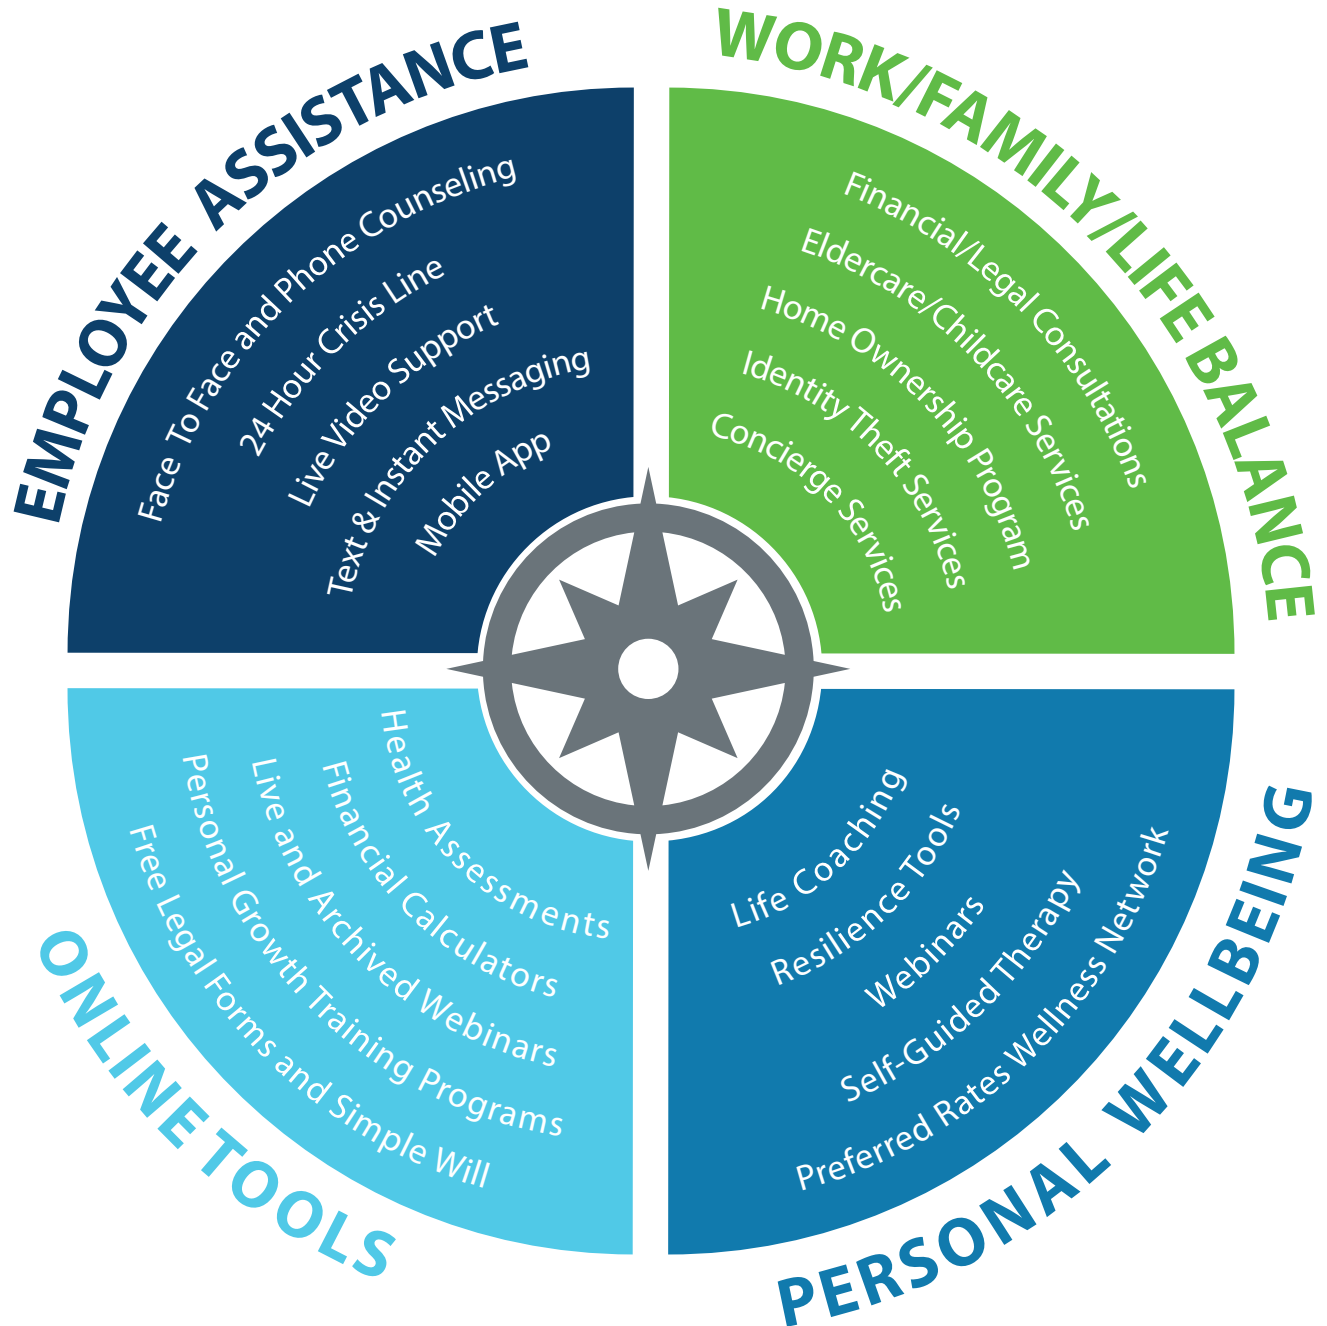 EMPLOYEE ASSISTANCE
Face To Face and Phone Counseling
24 Hour Crisis Line
Live Video Support
Text & Instant Messaging
Mobile App
WORK/FAMILY/LIFE BALANCE
Financial/Legal Consultations
Eldercare/Childcare Services
Home Ownership Program
Identity Theft Services
Concierge Services
ONLINE TOOLS
Health Assessments
Financial Calculators
Live and Archived Webinars
Personal Growth Training Programs
Free Legal Forms and Simple Will
PERSONAL WELLBEING
Life Coaching
Resilience Tools
Webinars
Self-Guided Therapy
Preferred Rates Wellness Network